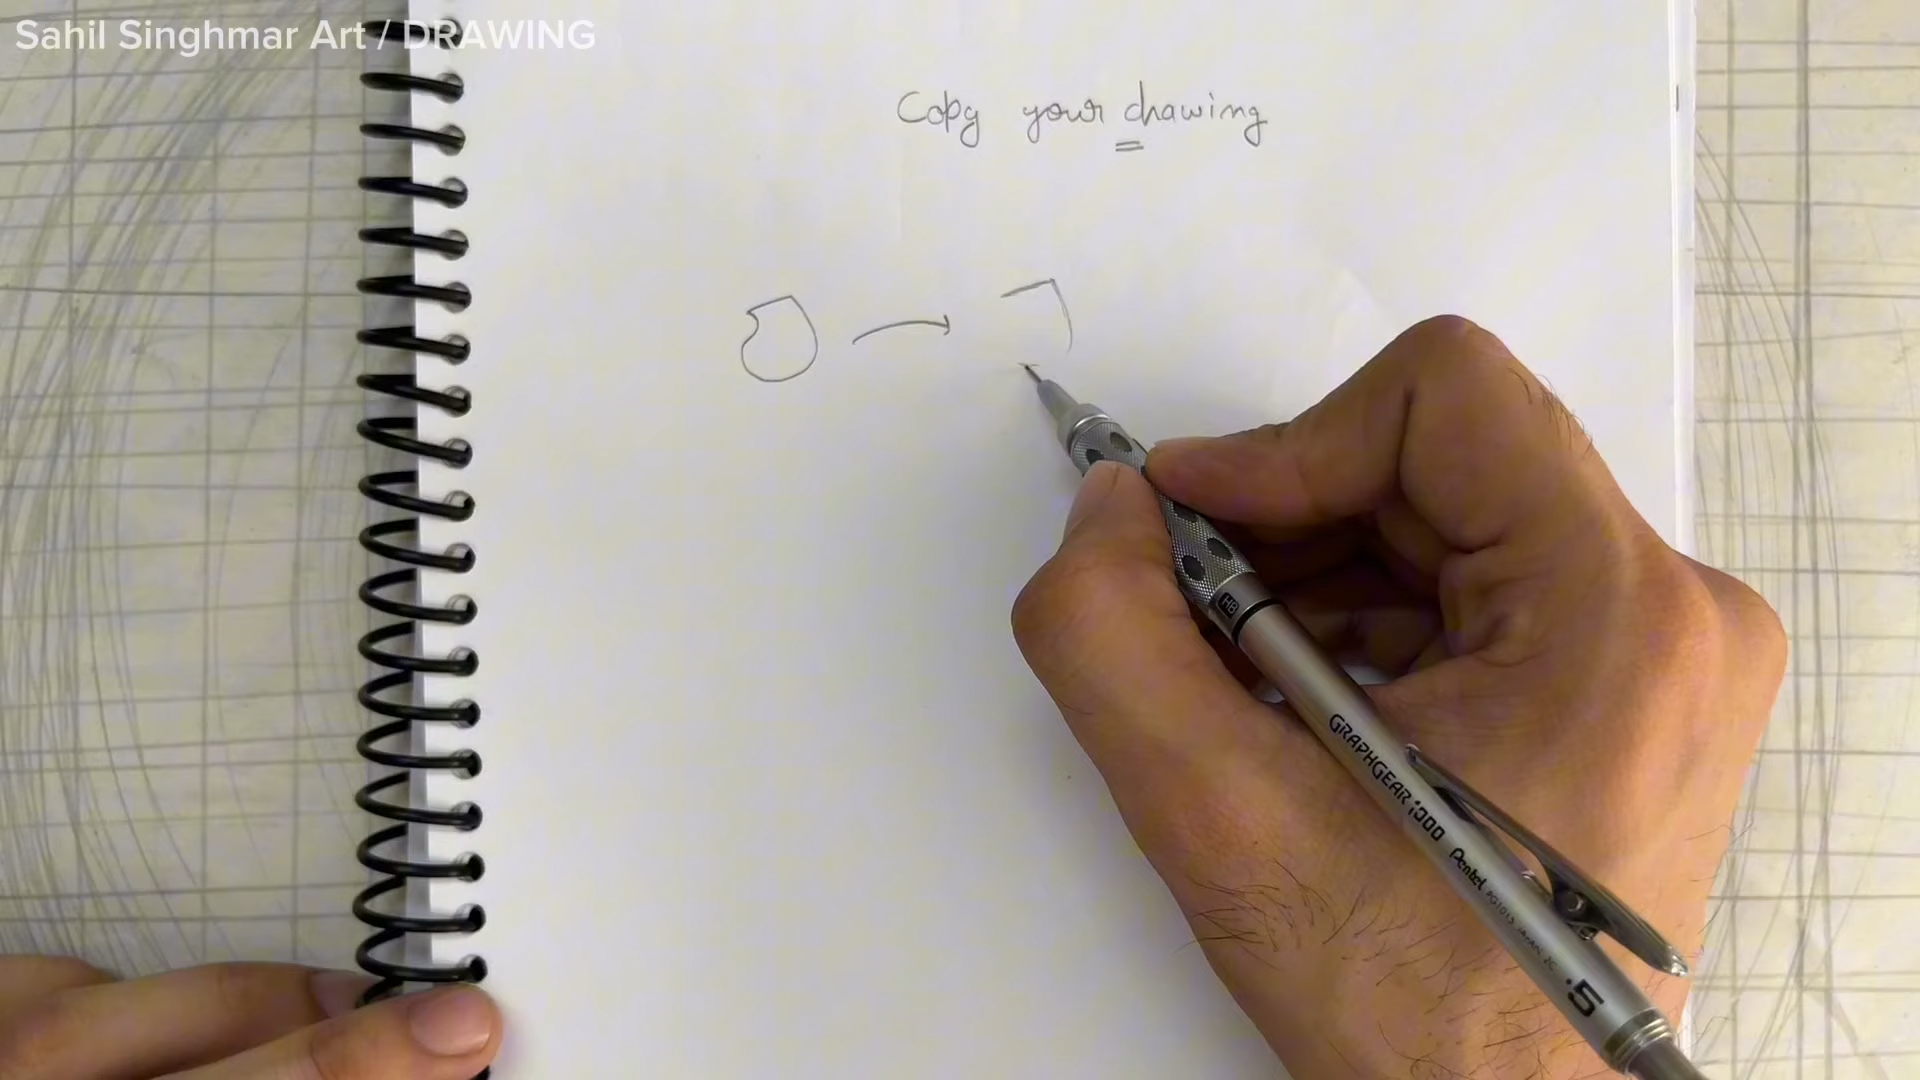 Sahil Singhmar Art / DRAWING
Copy your drawing
HB
GRAPHGEAR 1000 Pentel
.5